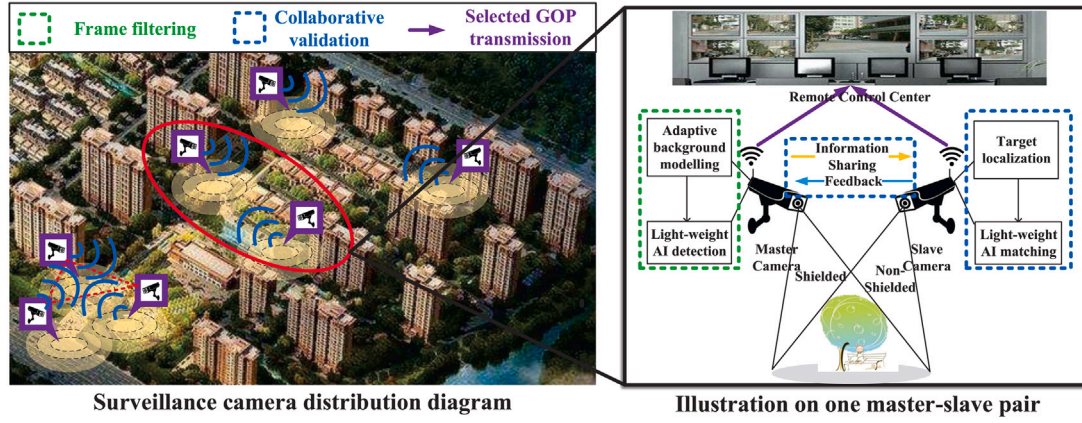 Frame filtering
Collaborative
validation
Selected GOP
transmission
Remote Control Center
Adaptive
background
modelling
Light-weight
AI detection
Information
Sharing
Feedback
Target
localization
Light-weight
AI matching
Master
Camera
Slave
Camera
Shielded
Non-
Shielded
Surveillance camera distribution diagram
Illustration on one master-slave pair